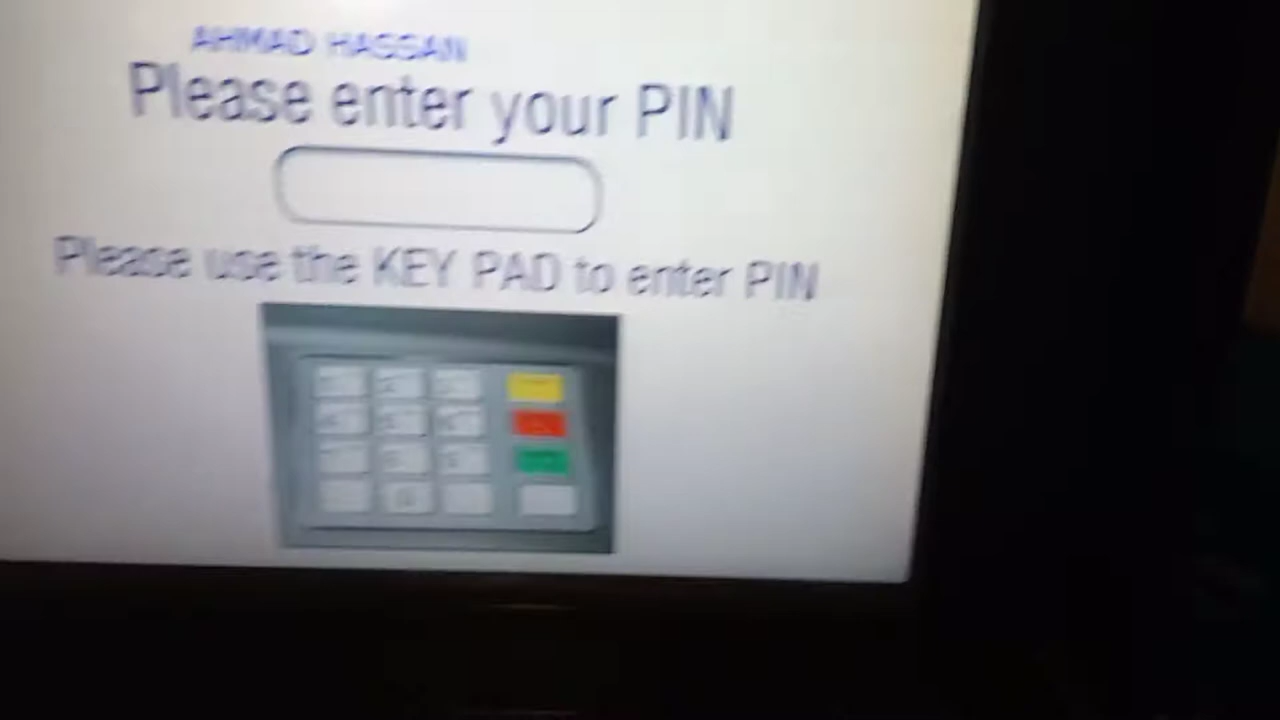 AHMAD HASSAN
Please enter your PIN
Please use the KEY PAD to enter PIN